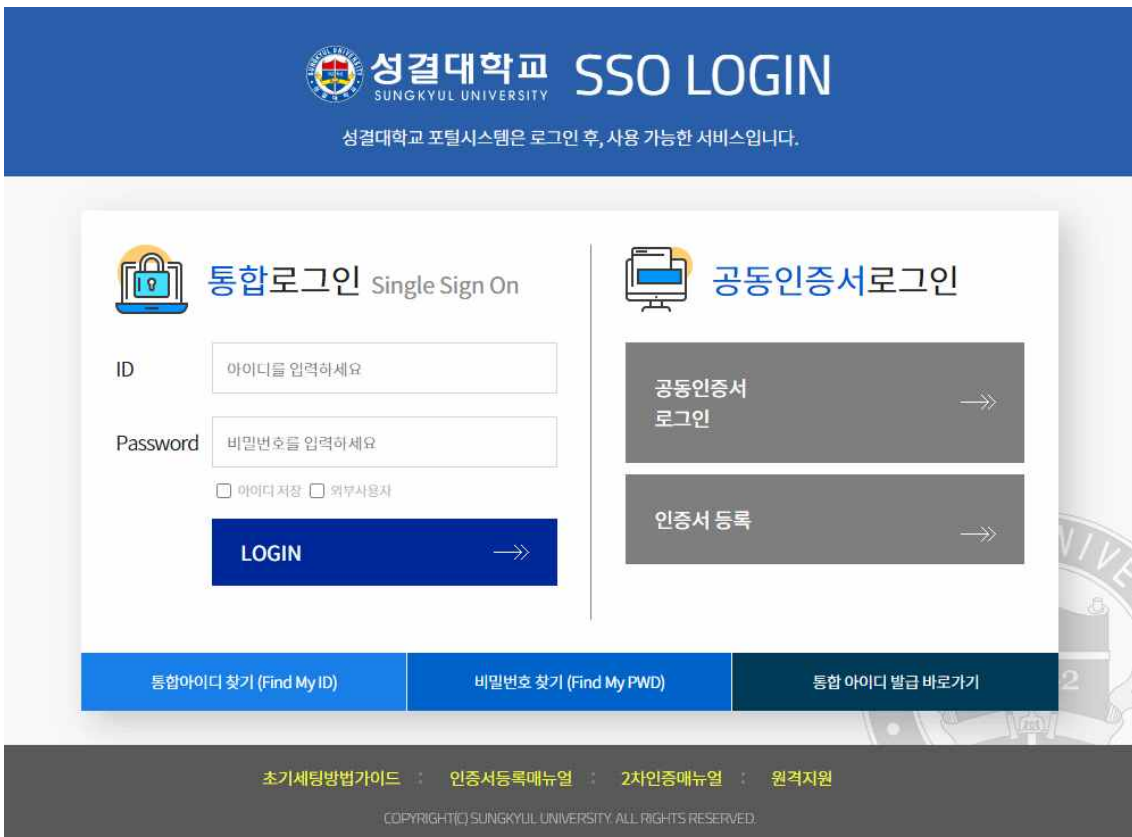 성결대학교 SSO LOGIN
SUNGKYUL UNIVERSITY
성결대학교 포털시스템은 로그인 후, 사용 가능한 서비스입니다.
통합로그인 Single Sign On
ID 아이디를 입력하세요
Password 비밀번호를 입력하세요
아이디 저장 외부사용자
LOGIN
공동인증서로그인
공동인증서
로그인
인증서 등록
통합아이디 찾기 (Find My ID)
비밀번호 찾기 (Find My PWD)
통합 아이디 발급 바로가기
초기세팅방법가이드 : 인증서등록매뉴얼 : 2차인증매뉴얼 : 원격지원
COPYRIGHT(C) SUNGKYUL UNIVERSITY. ALL RIGHTS RESERVED.